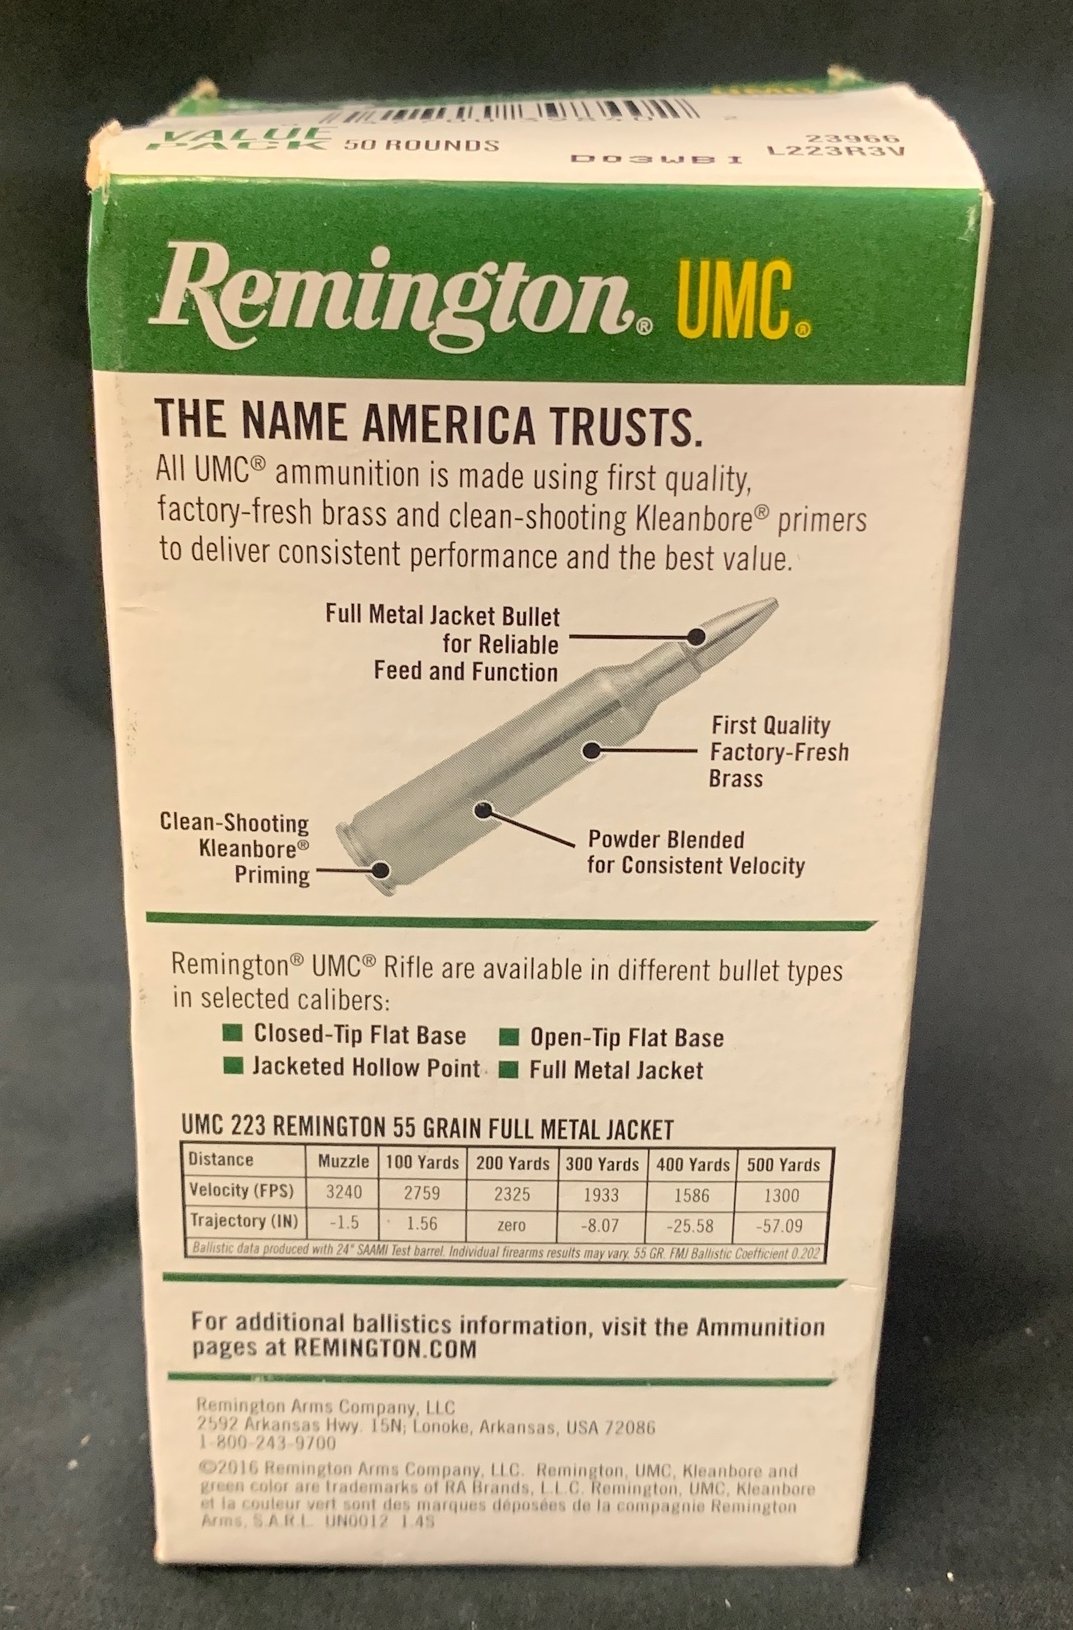 VALUE
PACK 50 ROUNDS
D03WB1
23966
L223R3V
Remington® UMC®
THE NAME AMERICA TRUSTS.
All UMC® ammunition is made using first quality,
factory-fresh brass and clean-shooting Kleanbore® primers
to deliver consistent performance and the best value.
Full Metal Jacket Bullet
for Reliable
Feed and Function
First Quality
Factory-Fresh
Brass
Clean-Shooting
Kleanbore®
Priming
Powder Blended
for Consistent Velocity
Remington® UMC® Rifle are available in different bullet types
in selected calibers:
Closed-Tip Flat Base Open-Tip Flat Base
Jacketed Hollow Point Full Metal Jacket
UMC 223 REMINGTON 55 GRAIN FULL METAL JACKET
Distance Muzzle 100 Yards 200 Yards 300 Yards 400 Yards 500 Yards
Velocity (FPS) 3240 2759 2325 1933 1586 1300
Trajectory (IN) -1.5 1.56 zero -8.07 -25.58 -57.09
Ballistic data produced with 24" SAAMI Test barrel. Individual firearms results may vary. 55 GR. FMJ Ballistic Coefficient 0.202
For additional ballistics information, visit the Ammunition
pages at REMINGTON.COM
Remington Arms Company, LLC
2592 Arkansas Hwy. 15N; Lonoke, Arkansas, USA 72086
1-800-243-9700
©2016 Remington Arms Company, LLC. Remington, UMC, Kleanbore and
green color are trademarks of RA Brands, L.L.C. Remington, UMC, Kleanbore
et la couleur vert sont des marques déposées de la compagnie Remington
Arms, S.A.R.L. UN0012 1.4S